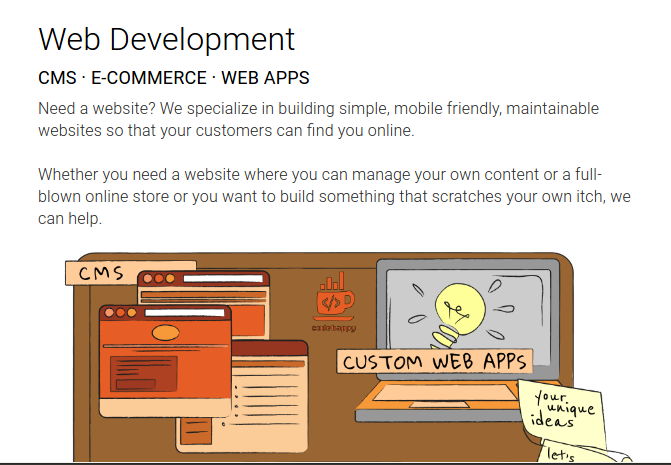 Web Development
CMS · E-COMMERCE · WEB APPS
Need a website? We specialize in building simple, mobile friendly, maintainable
websites so that your customers can find you online.
Whether you need a website where you can manage your own content or a full-
blown online store or you want to build something that scratches your own itch, we
can help.
CMS
</>
codehappy
CUSTOM WEB APPS
your
unique
ideas
let's